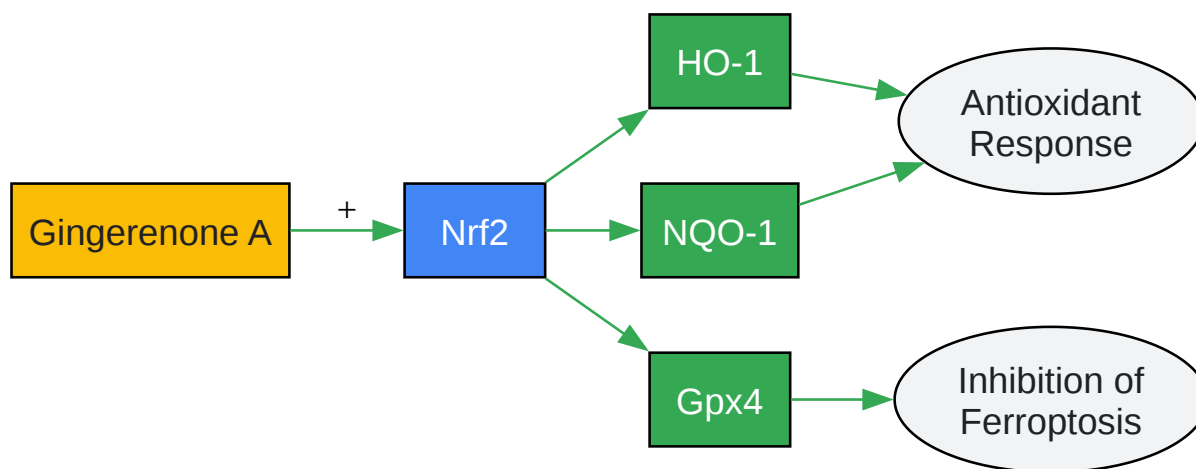 HO-1
Antioxidant
Response
Gingerenone A
+
Nrf2
NQO-1
Gpx4
Inhibition of
Ferroptosis